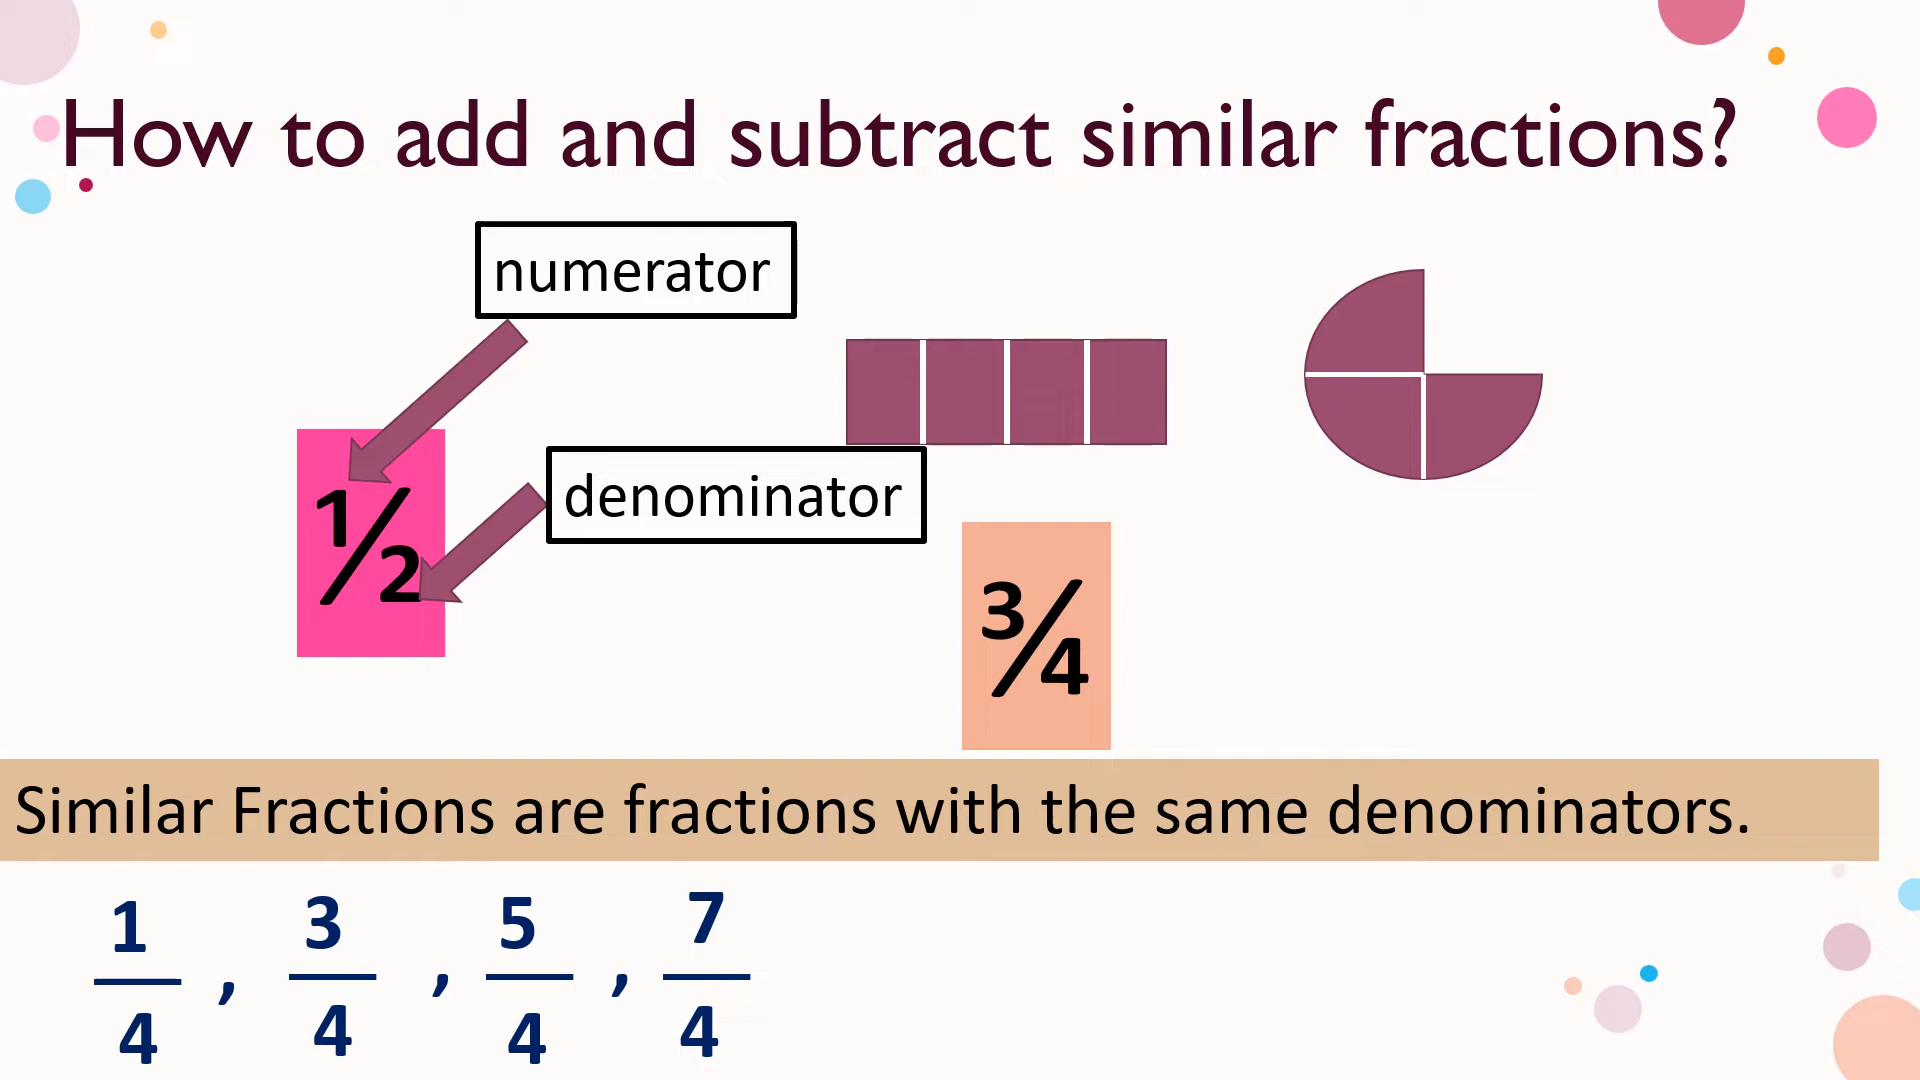 How to add and subtract similar fractions?
numerator
½
denominator
¾
Similar Fractions are fractions with the same denominators.
1/4 , 3/4 , 5/4 , 7/4